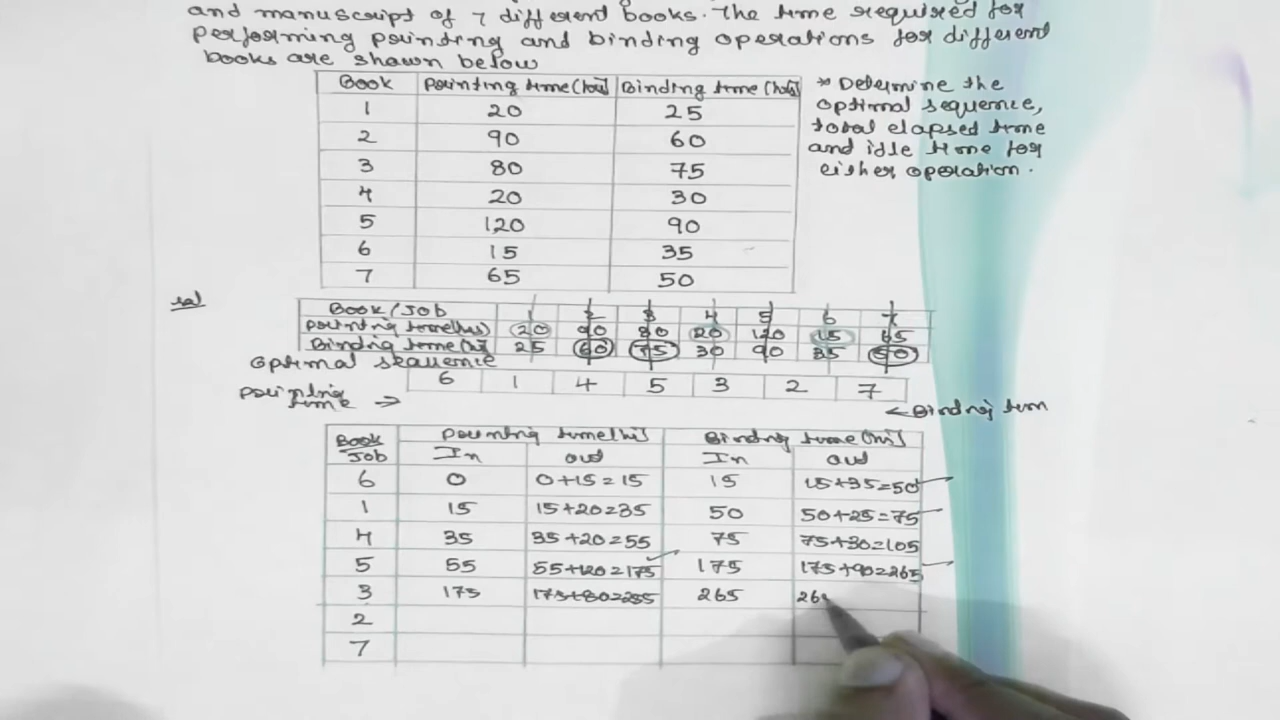 and manuscript of 7 different books. The time required for
performing printing and binding operations for different
books are shown below
Book Printing time (hrs) Binding time (hrs)
1 20 25
2 90 60
3 80 75
4 20 30
5 120 90
6 15 35
7 65 50
* Determine the
optimal sequence,
total elapsed time
and idle time for
either operation.
sol
Book/Job 1 2 3 4 5 6 7
printing time(hrs) 20 90 80 20 120 15 65
Binding time(hr) 25 60 75 30 90 35 50
optimal sequence
6 1 4 5 3 2 7
printing
time →
← Binding time
Book
Job
printing time(hr) Binding time(hr)
In out In out
6 0 0+15=15 15 15+35=50
1 15 15+20=35 50 50+25=75
4 35 35+20=55 75 75+30=105
5 55 55+120=175 175 175+90=265
3 175 175+80=255 265 265
2
7